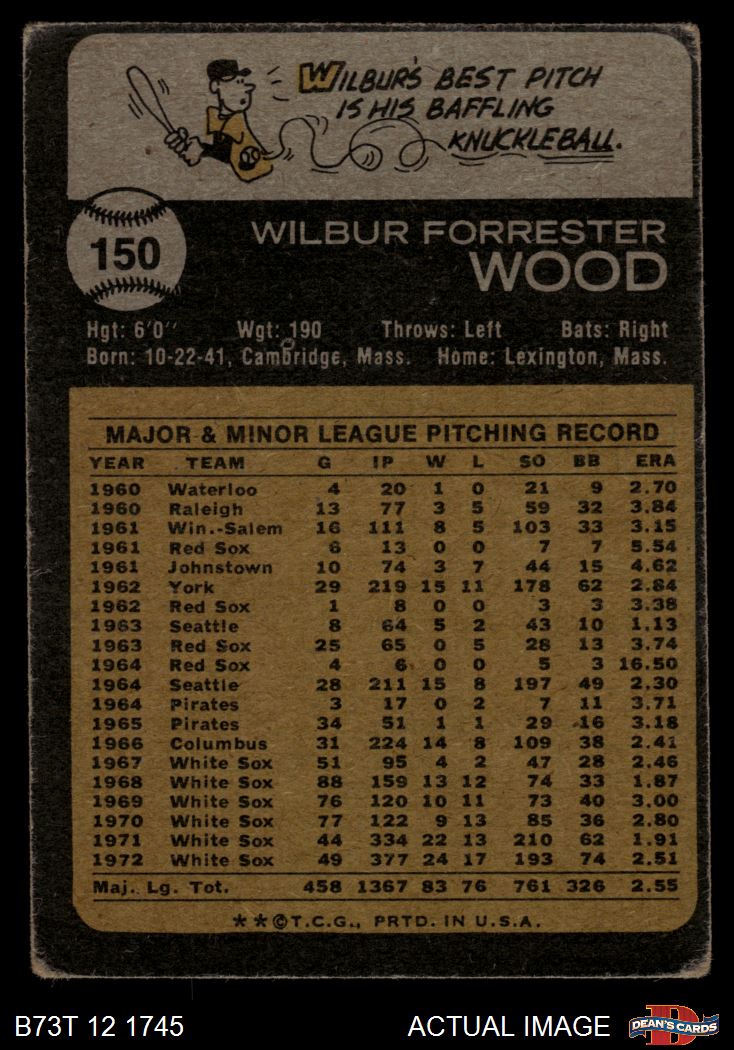 WILBUR'S BEST PITCH
IS HIS BAFFLING
KNUCKLEBALL.
150
WILBUR FORRESTER
WOOD
Hgt: 6'0" Wgt: 190 Throws: Left Bats: Right
Born: 10-22-41, Cambridge, Mass. Home: Lexington, Mass.
MAJOR & MINOR LEAGUE PITCHING RECORD
YEAR TEAM G IP W L SO BB ERA
1960 Waterloo 4 20 1 0 21 9 2.70
1960 Raleigh 13 77 3 5 59 32 3.84
1961 Win.-Salem 16 111 8 5 103 33 3.15
1961 Red Sox 6 13 0 0 7 7 5.54
1961 Johnstown 10 74 3 7 44 15 4.62
1962 York 29 219 15 11 178 62 2.84
1962 Red Sox 1 8 0 0 3 3 3.38
1963 Seattle 8 64 5 2 43 10 1.13
1963 Red Sox 25 65 0 5 28 13 3.74
1964 Red Sox 4 6 0 0 5 3 16.50
1964 Seattle 28 211 15 8 197 49 2.30
1964 Pirates 3 17 0 2 7 11 3.71
1965 Pirates 34 51 1 1 29 16 3.18
1966 Columbus 31 224 14 8 109 38 2.41
1967 White Sox 51 95 4 2 47 28 2.46
1968 White Sox 88 159 13 12 74 33 1.87
1969 White Sox 76 120 10 11 73 40 3.00
1970 White Sox 77 122 9 13 85 36 2.80
1971 White Sox 44 334 22 13 210 62 1.91
1972 White Sox 49 377 24 17 193 74 2.51
Maj. Lg. Tot. 458 1367 83 76 761 326 2.55
**©T.C.G., PRTD. IN U.S.A.
B73T 12 1745 ACTUAL IMAGE
DEAN'S CARDS